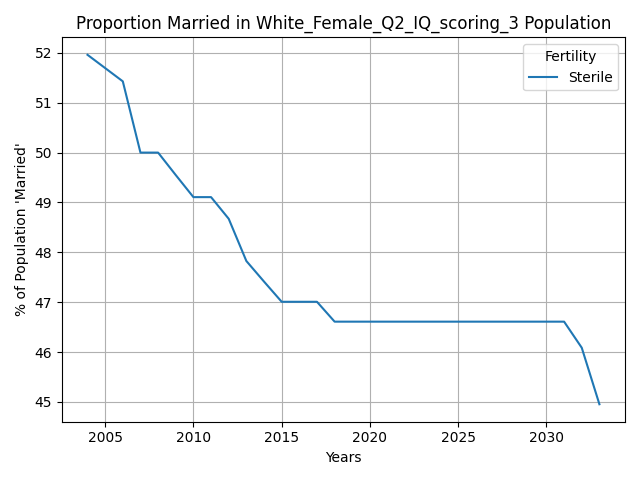 Proportion Married in White_Female_Q2_IQ_scoring_3 Population
Fertility
Sterile
% of Population 'Married'
52
51
50
49
48
47
46
45
2005
2010
2015
2020
2025
2030
Years